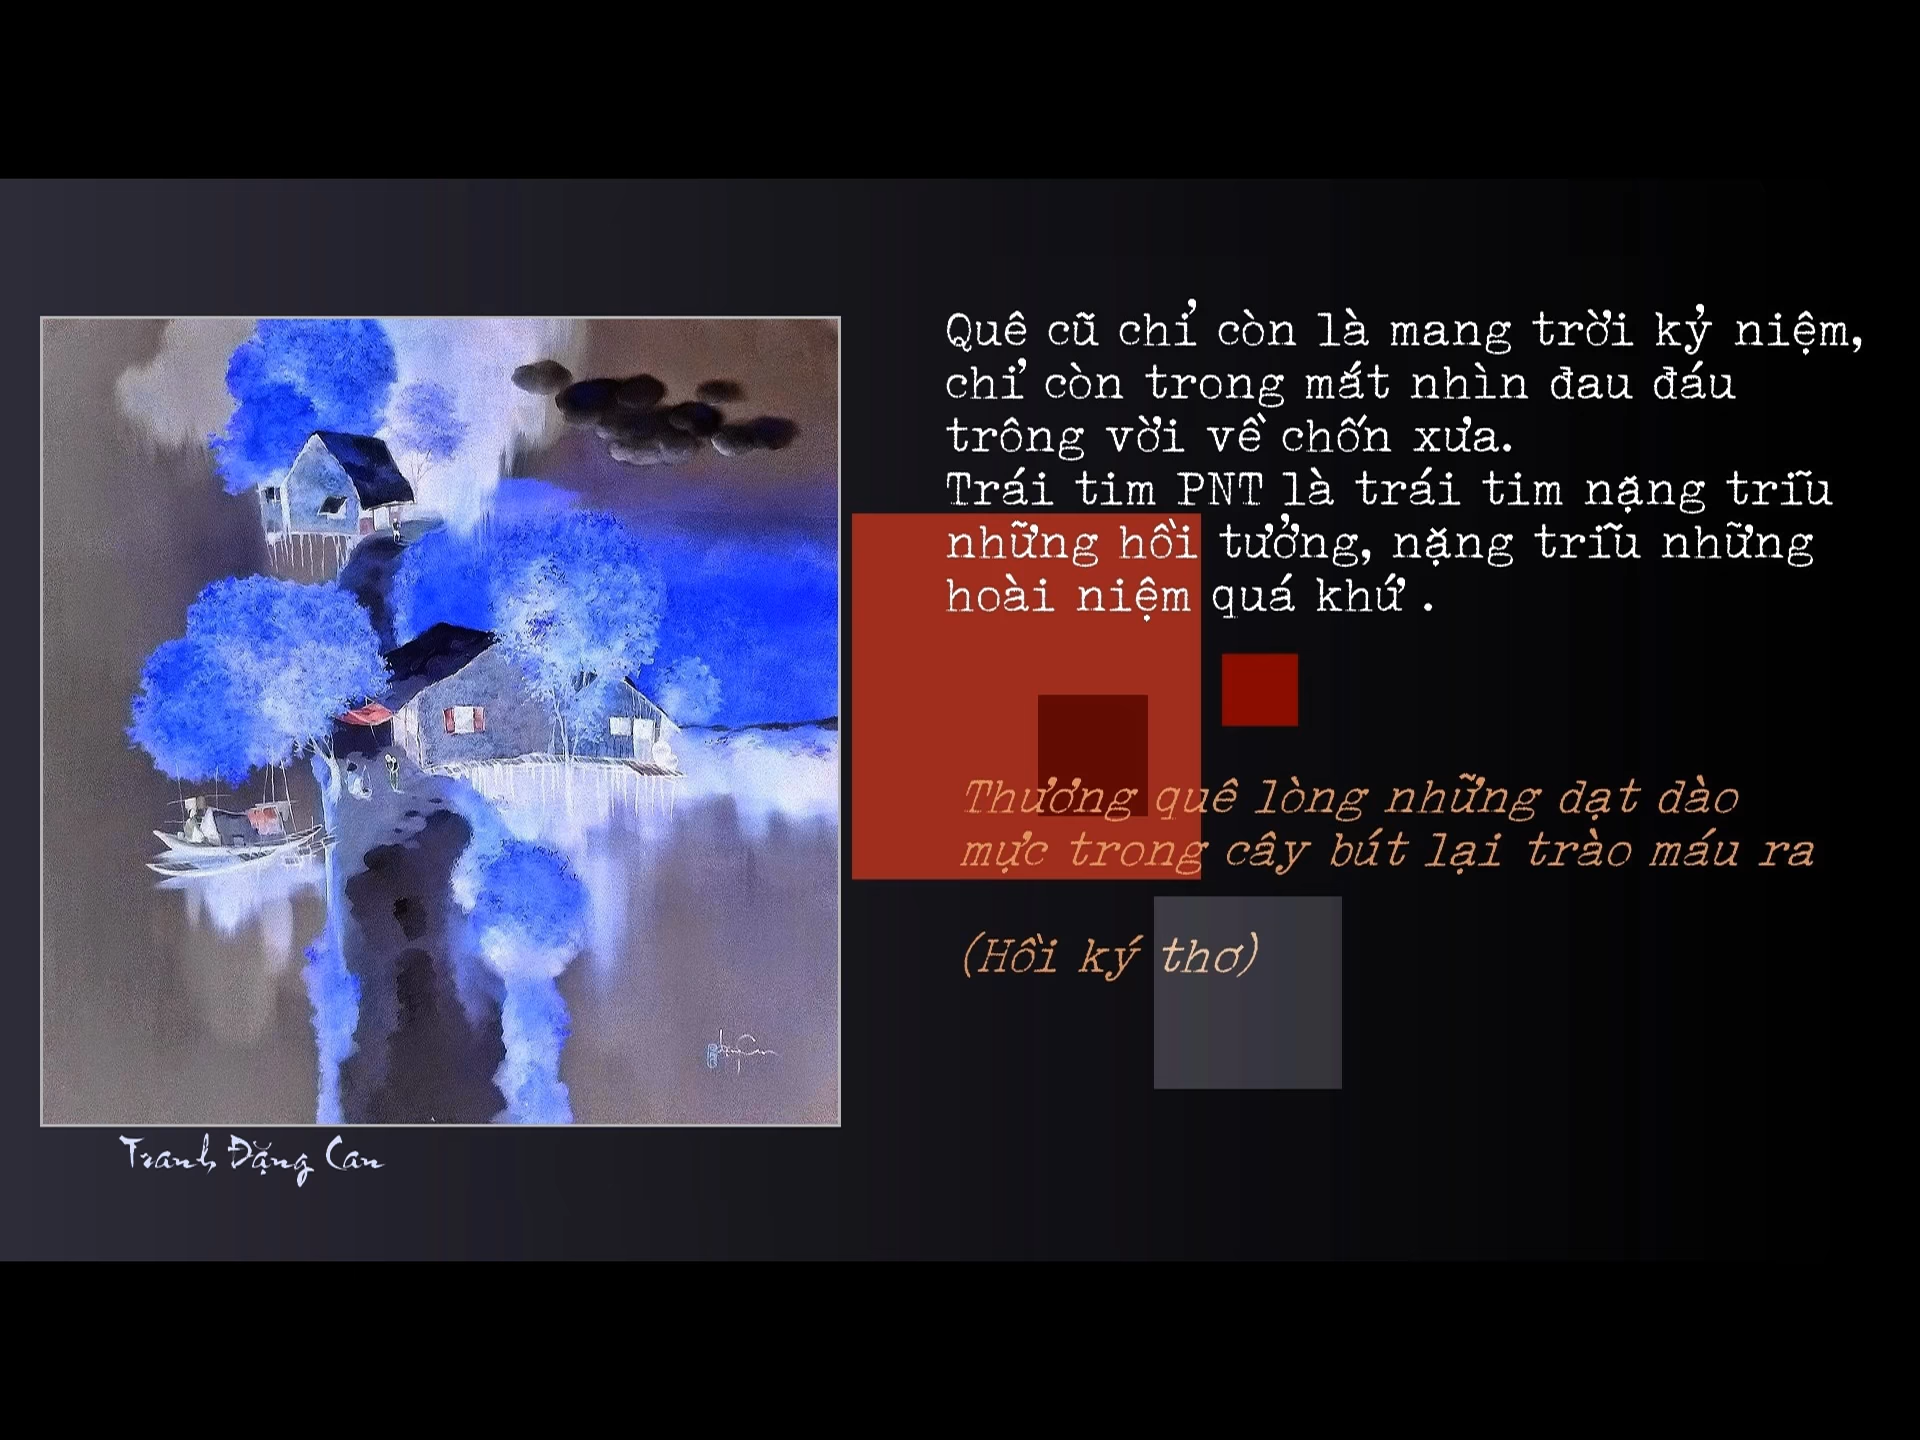 Quê cũ chỉ còn là mang trời kỷ niệm,
chỉ còn trong mắt nhìn đau đáu
trông vời về chốn xưa.
Trái tim PNT là trái tim nặng trĩu
những hồi tưởng, nặng trĩu những
hoài niệm quá khứ .
Thương quê lòng những dạt dào
mực trong cây bút lại trào máu ra
(Hồi ký thơ)
Tranh Đặng Can